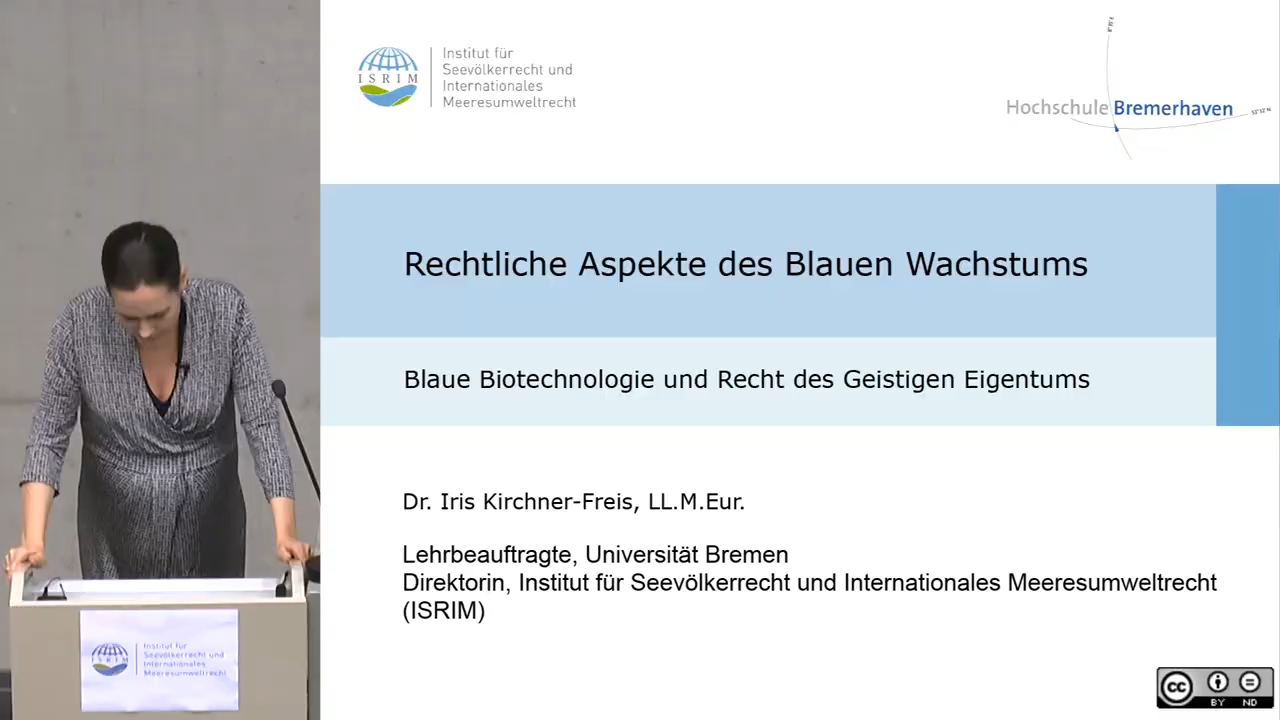 ISRIM
Institut für
Seevölkerrecht und
Internationales
Meeresumweltrecht
Hochschule Bremerhaven
Rechtliche Aspekte des Blauen Wachstums
Blaue Biotechnologie und Recht des Geistigen Eigentums
Dr. Iris Kirchner-Freis, LL.M.Eur.
Lehrbeauftragte, Universität Bremen
Direktorin, Institut für Seevölkerrecht und Internationales Meeresumweltrecht
(ISRIM)
ISRIM
Institut für
Seevölkerrecht und
Internationales
Meeresumweltrecht
cc
BY ND